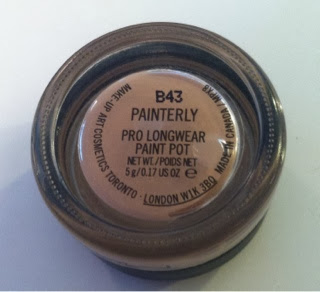 B43
PAINTERLY
PRO LONGWEAR
PAINT POT
NET WT./POIDS NET
5 g/0.17 US OZ ℮
MAKE-UP ART COSMETICS TORONTO · LONDON W1K 3BQ MADE IN CANADA / MPX8